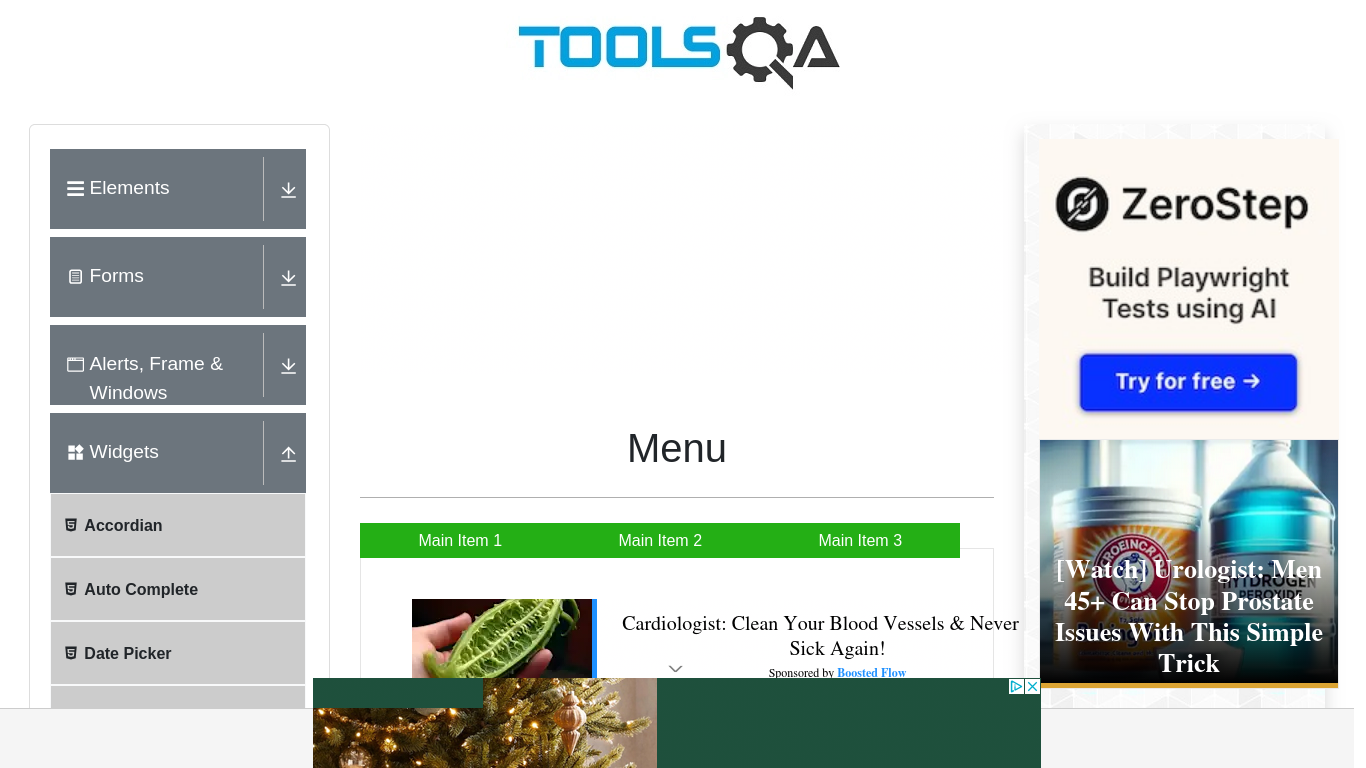 TOOLSQA
Elements
Forms
Alerts, Frame &
Windows
Widgets
Accordian
Auto Complete
Date Picker
Menu
Main Item 1
Main Item 2
Main Item 3
Cardiologist: Clean Your Blood Vessels & Never
Sick Again!
Sponsored by Boosted Flow
ZeroStep
Build Playwright
Tests using AI
Try for free →
[Watch] Urologist: Men
45+ Can Stop Prostate
Issues With This Simple
Trick